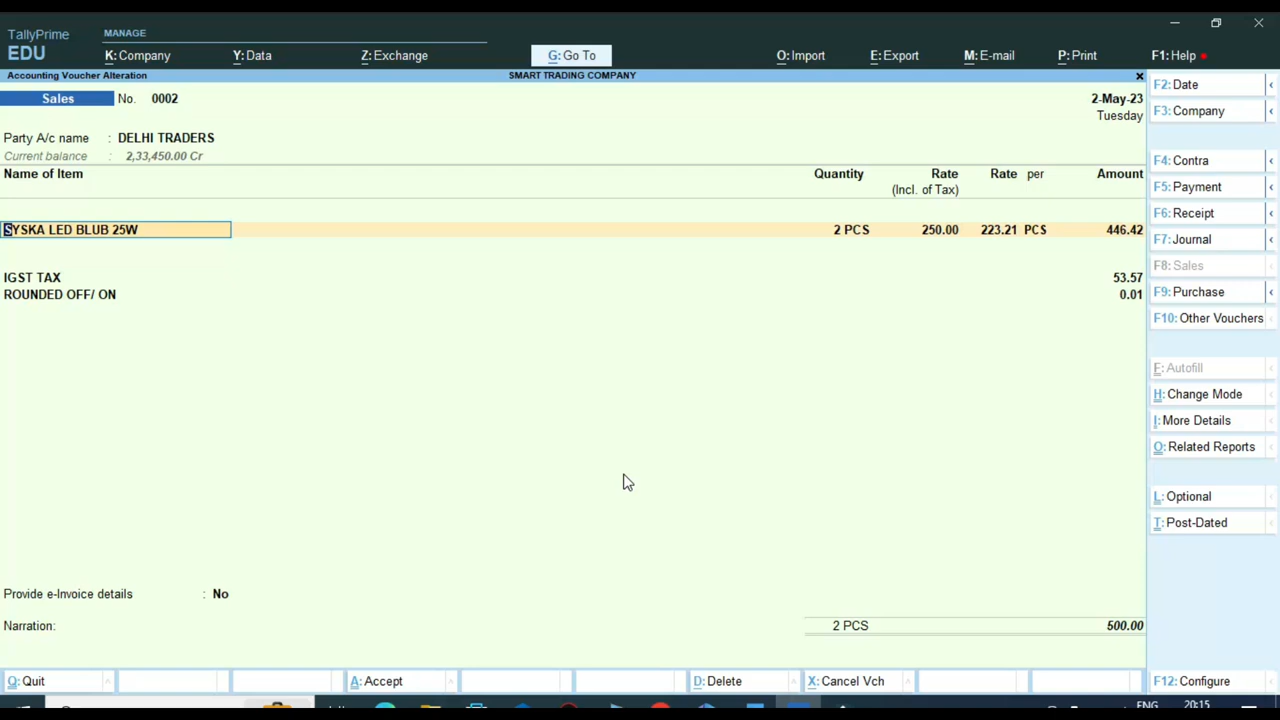 TallyPrime
EDU
MANAGE
K: Company
Y: Data
Z: Exchange
G: Go To
O: Import
E: Export
M: E-mail
P: Print
F1: Help
Accounting Voucher Alteration
SMART TRADING COMPANY
Sales No. 0002
2-May-23
Tuesday
Party A/c name : DELHI TRADERS
Current balance : 2,33,450.00 Cr
Name of Item Quantity Rate Rate per Amount
(Incl. of Tax)
SYSKA LED BLUB 25W 2 PCS 250.00 223.21 PCS 446.42
IGST TAX 53.57
ROUNDED OFF/ ON 0.01
Provide e-Invoice details : No
Narration: 2 PCS 500.00
F2: Date
F3: Company
F4: Contra
F5: Payment
F6: Receipt
F7: Journal
F8: Sales
F9: Purchase
F10: Other Vouchers
F: Autofill
H: Change Mode
I: More Details
O: Related Reports
L: Optional
T: Post-Dated
Q: Quit
A: Accept
D: Delete
X: Cancel Vch
F12: Configure
ENG
20:15